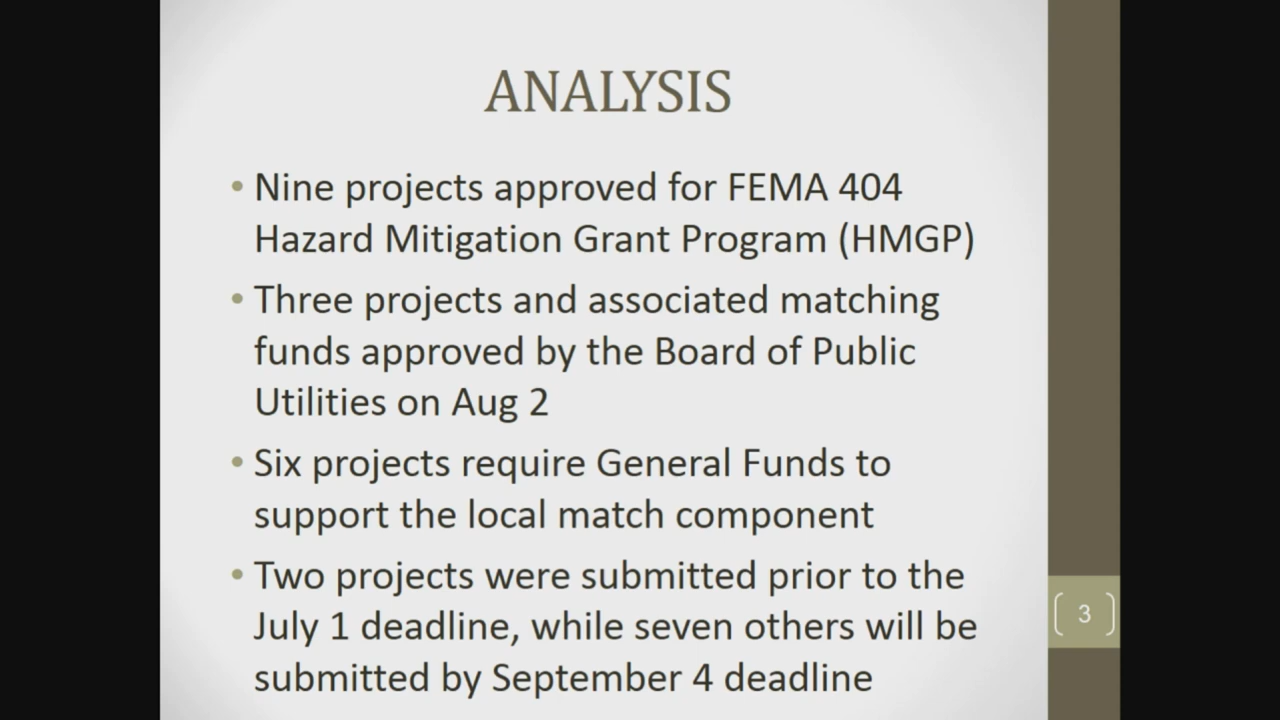 ANALYSIS
• Nine projects approved for FEMA 404
Hazard Mitigation Grant Program (HMGP)
• Three projects and associated matching
funds approved by the Board of Public
Utilities on Aug 2
• Six projects require General Funds to
support the local match component
• Two projects were submitted prior to the
July 1 deadline, while seven others will be
submitted by September 4 deadline
3